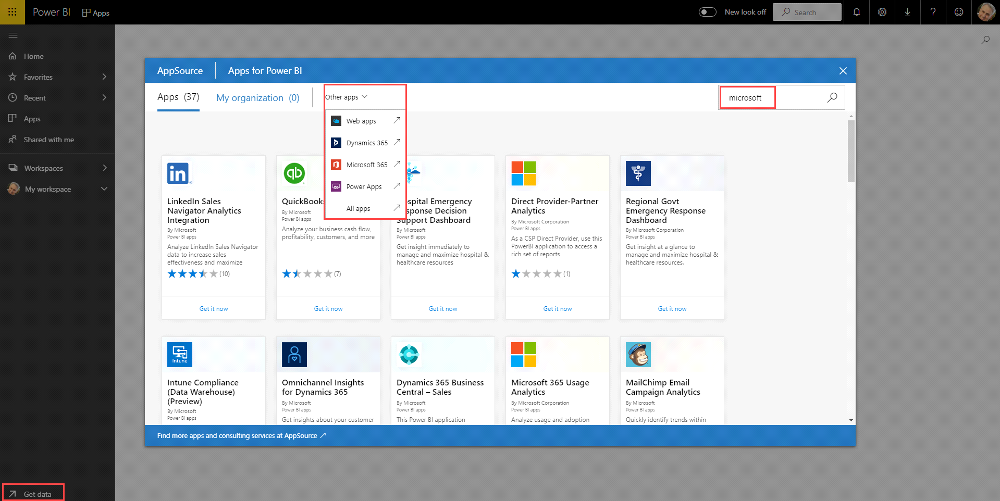 Power BI
Apps
New look off
Search
Home
Favorites
Recent
Apps
Shared with me
Workspaces
My workspace
Get data
AppSource
Apps for Power BI
Apps (37)
My organization (0)
Other apps
microsoft
Web apps
Dynamics 365
Microsoft 365
Power Apps
All apps
LinkedIn Sales
Navigator Analytics
Integration
By Microsoft
Power BI apps
Analyze LinkedIn Sales Navigator
data to increase sales
effectiveness and maximize
(10)
Get it now
qb
QuickBooks
By Microsoft
Power BI apps
Analyze your business cash flow,
profitability, customers, and more
(7)
Get it now
Emergency
Decision
Support Dashboard
By Microsoft
Power BI apps
Get insight immediately to
manage and maximize hospital &
healthcare resources
Get it now
Direct Provider-Partner
Analytics
By Microsoft Corporation
Power BI apps
As a CSP Direct Provider, use this
PowerBI application to access a
rich set of reports
(1)
Get it now
Regional Govt
Emergency Response
Dashboard
By Microsoft Corporation
Power BI apps
Get insight at a glance to
manage and maximize hospital &
healthcare resources.
Get it now
in
Intune
Intune Compliance
(Data Warehouse)
(Preview)
By Microsoft
Power BI apps
Omnichannel Insights
for Dynamics 365
By Microsoft
Power BI apps
Get insights about your customer
Dynamics 365 Business
Central – Sales
By Microsoft
Power BI apps
This Power BI application
Microsoft 365 Usage
Analytics
By Microsoft Corporation
Power BI apps
Analyze usage and adoption
MailChimp Email
Campaign Analytics
By Microsoft
Power BI apps
Quickly identify trends within
Find more apps and consulting services at AppSource